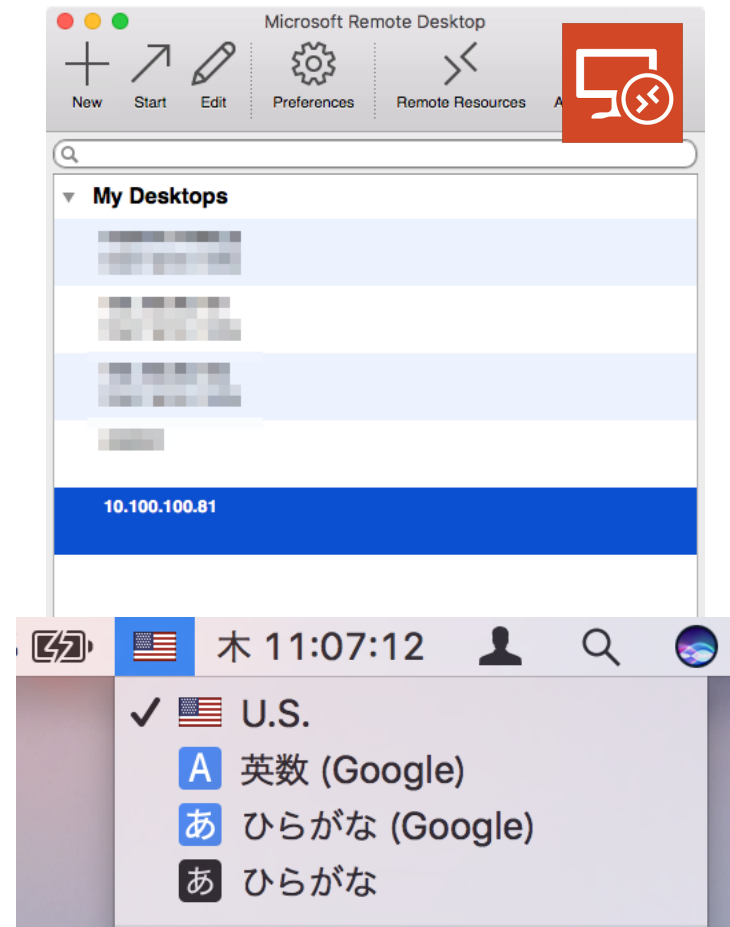 Microsoft Remote Desktop
New Start Edit Preferences Remote Resources
My Desktops
10.100.100.81
木 11:07:12
U.S.
A 英数 (Google)
あ ひらがな (Google)
あ ひらがな